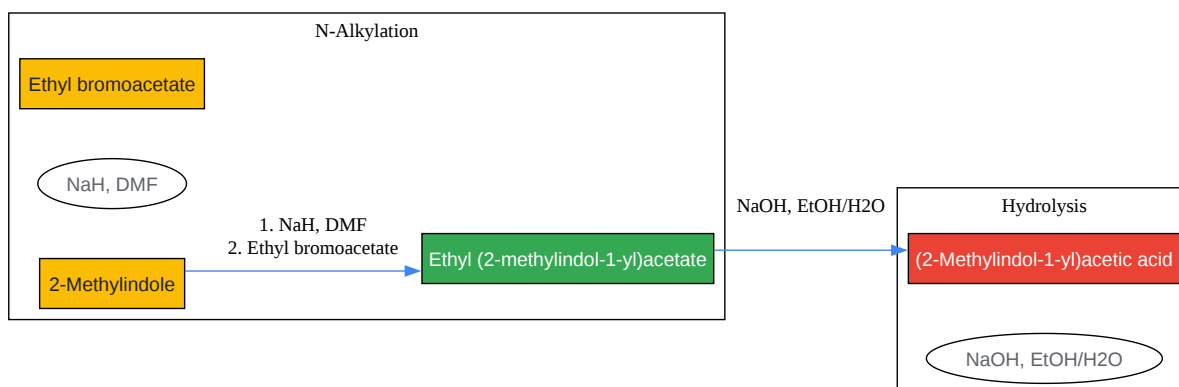 N-Alkylation
Ethyl bromoacetate
NaH, DMF
1. NaH, DMF
2. Ethyl bromoacetate
2-Methylindole
Ethyl (2-methylindol-1-yl)acetate
NaOH, EtOH/H2O
Hydrolysis
(2-Methylindol-1-yl)acetic acid
NaOH, EtOH/H2O